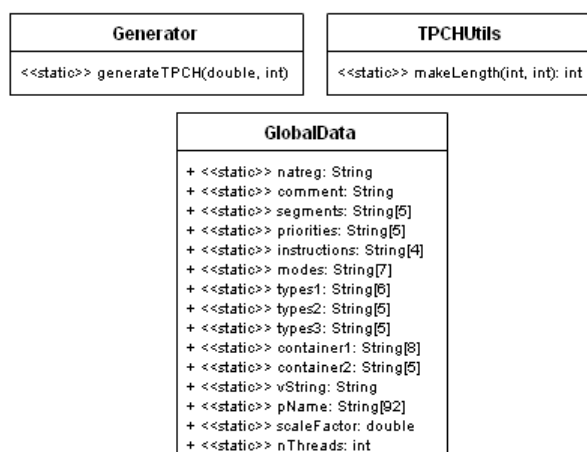 Generator
<<static>> generateTPCH(double, int)
TPCHUtils
<<static>> makeLength(int, int): int
GlobalData
+ <<static>> natreg: String
+ <<static>> comment: String
+ <<static>> segments: String[5]
+ <<static>> priorities: String[5]
+ <<static>> instructions: String[4]
+ <<static>> modes: String[7]
+ <<static>> types1: String[6]
+ <<static>> types2: String[5]
+ <<static>> types3: String[5]
+ <<static>> container1: String[8]
+ <<static>> container2: String[5]
+ <<static>> vString: String
+ <<static>> pName: String[92]
+ <<static>> scaleFactor: double
+ <<static>> nThreads: int